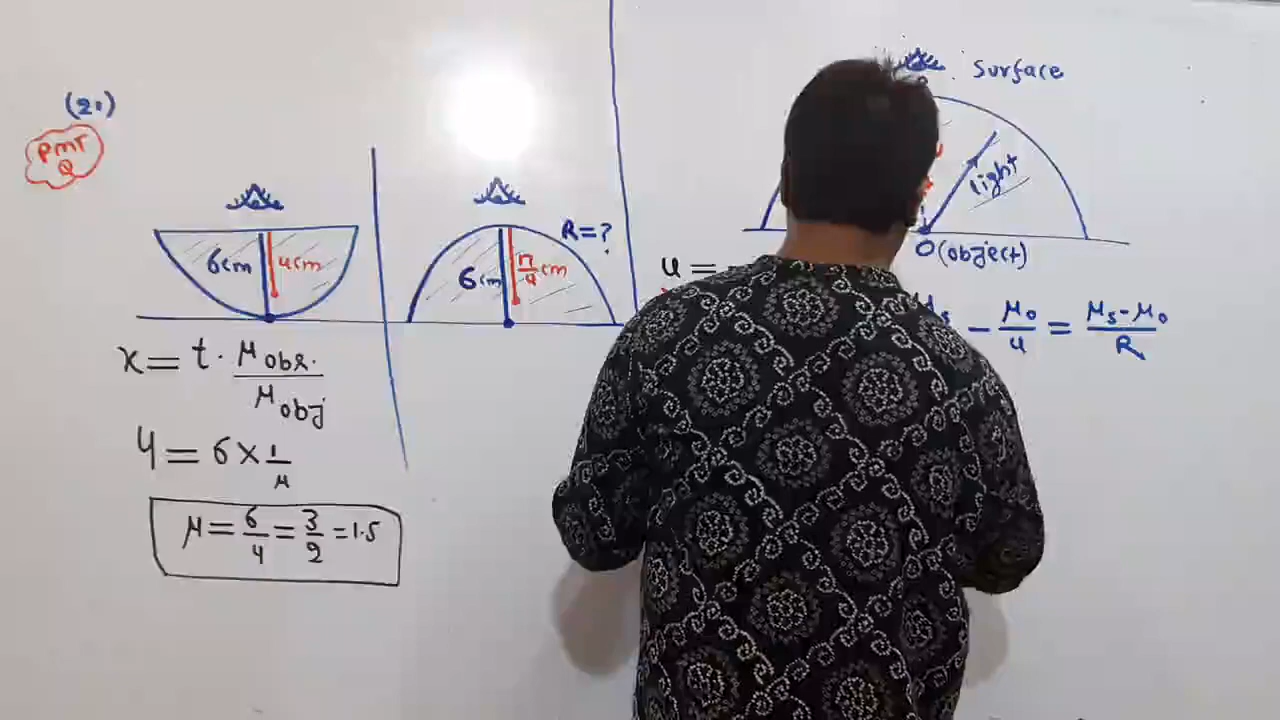 (21)
PMT
Q
6cm
4cm
x = t · μobs. / μobj
4 = 6 × 1/μ
μ = 6/4 = 3/2 = 1.5
R = ?
6cm
cm
Surface
light
O(object)
u =
- μo/u = μs - μo / R